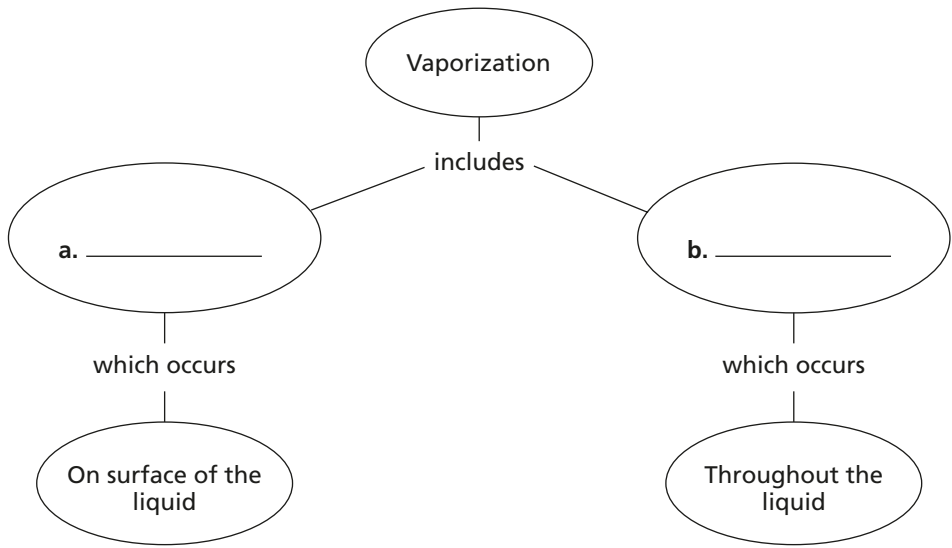 Vaporization
includes
a.
b.
which occurs
which occurs
On surface of the
liquid
Throughout the
liquid